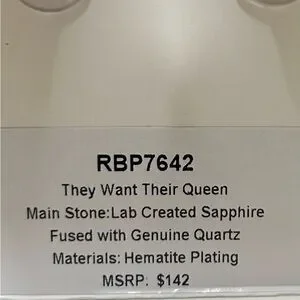 RBP7642
They Want Their Queen
Main Stone:Lab Created Sapphire
Fused with Genuine Quartz
Materials: Hematite Plating
MSRP: $142